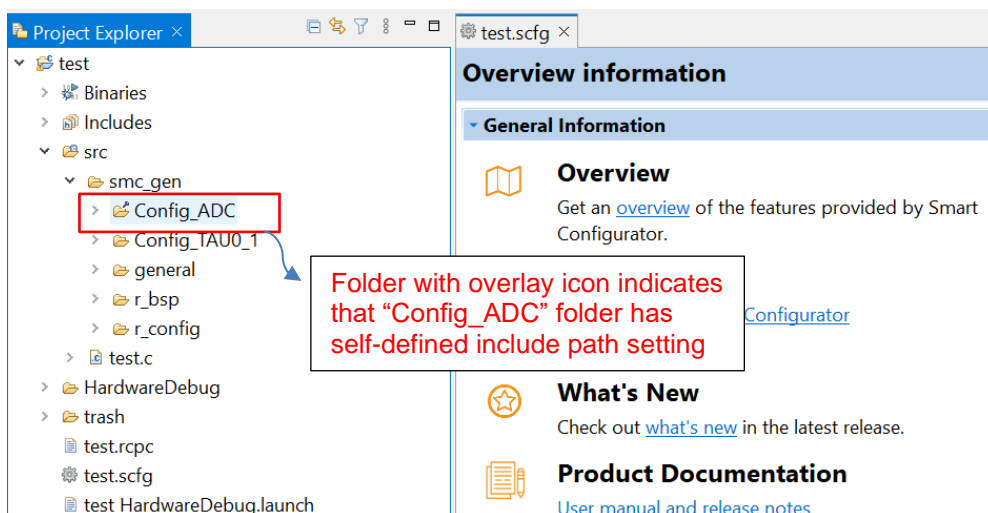 Project Explorer
test
Binaries
Includes
src
smc_gen
Config_ADC
Config_TAU0_1
general
r_bsp
r_config
test.c
HardwareDebug
trash
test.rcpc
test.scfg
test HardwareDebug.launch
test.scfg
Overview information
General Information
Overview
Get an overview of the features provided by Smart
Configurator.
Configurator
Folder with overlay icon indicates
that “Config_ADC” folder has
self-defined include path setting
What's New
Check out what's new in the latest release.
Product Documentation
User manual and release notes